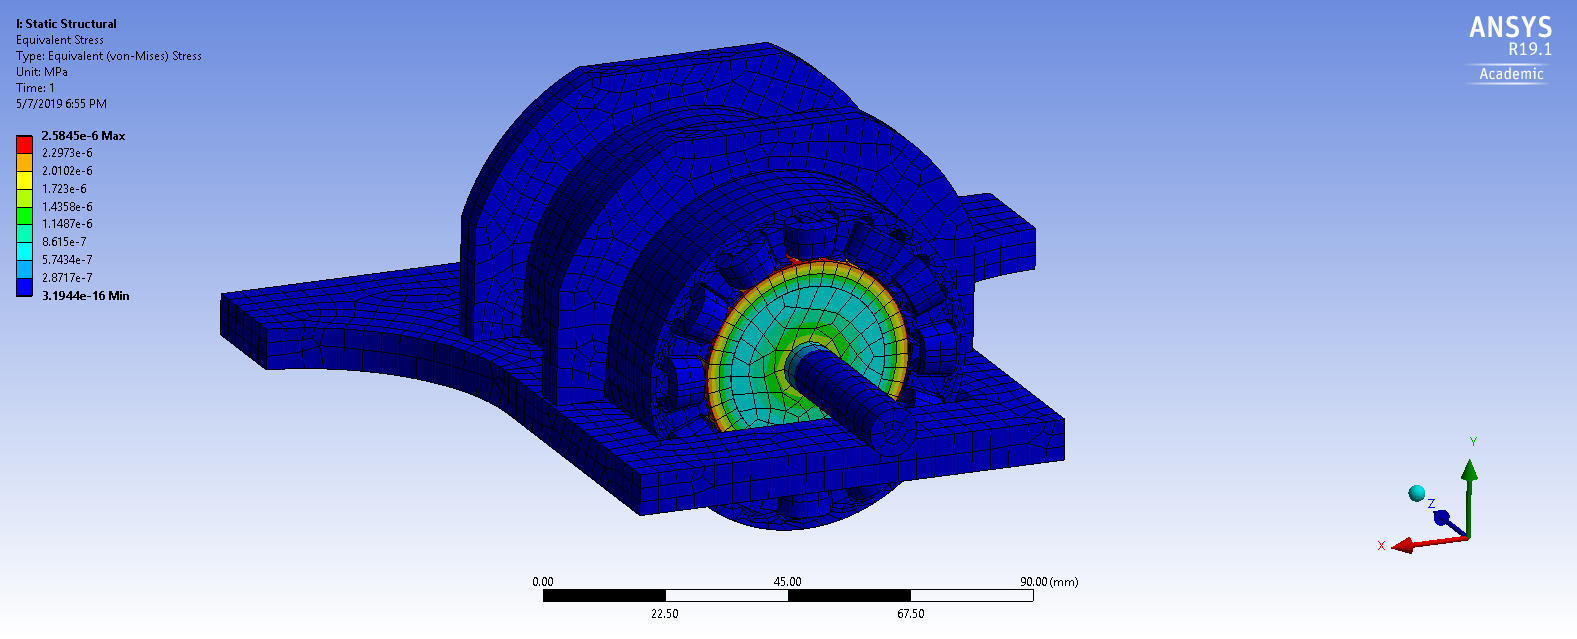 I: Static Structural
Equivalent Stress
Type: Equivalent (von-Mises) Stress
Unit: MPa
Time: 1
5/7/2019 6:55 PM
2.5845e-6 Max
2.2973e-6
2.0102e-6
1.723e-6
1.4358e-6
1.1487e-6
8.615e-7
5.7434e-7
2.8717e-7
3.1944e-16 Min
ANSYS
R19.1
Academic
Y
Z
X
0.00 45.00 90.00 (mm)
22.50 67.50